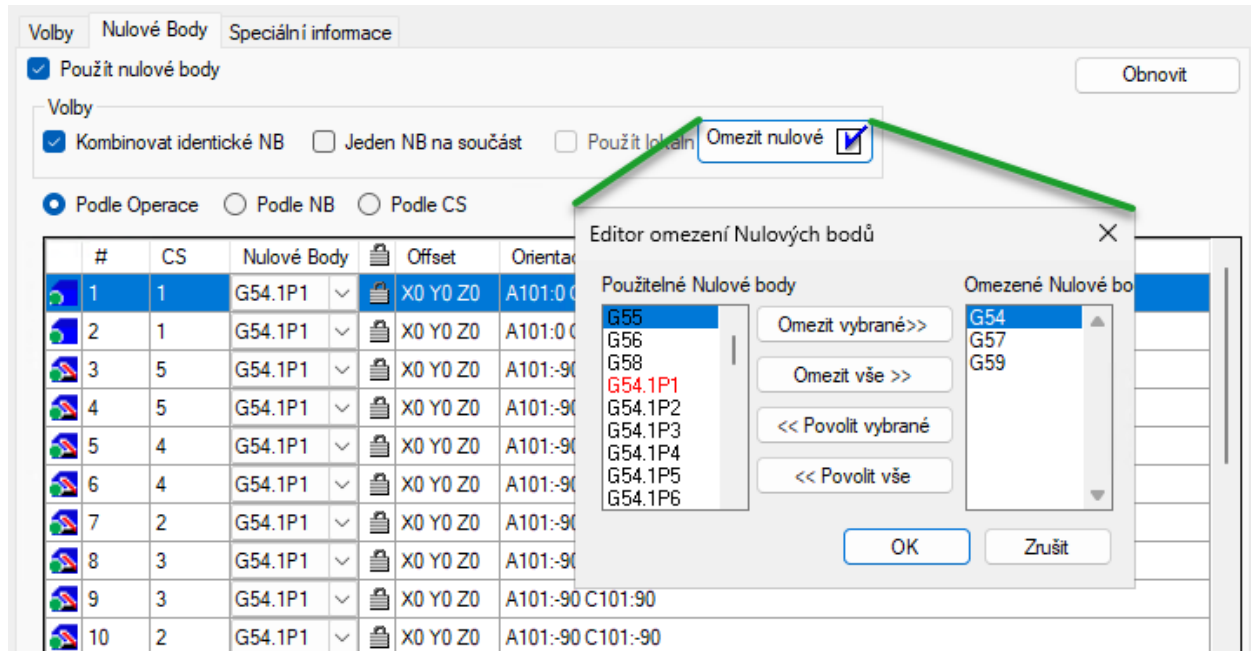 Volby Nulové Body Speciální informace
Použít nulové body
Obnovit
Volby
Kombinovat identické NB Jeden NB na součást Použít lokáln Omezit nulové
Podle Operace Podle NB Podle CS
# CS Nulové Body Offset Orientac
1 1 G54.1P1 X0 Y0 Z0 A101:0 C
2 1 G54.1P1 X0 Y0 Z0 A101:0 C
3 5 G54.1P1 X0 Y0 Z0 A101:-90
4 5 G54.1P1 X0 Y0 Z0 A101:-90
5 4 G54.1P1 X0 Y0 Z0 A101:-90
6 4 G54.1P1 X0 Y0 Z0 A101:-90
7 2 G54.1P1 X0 Y0 Z0 A101:-90
8 3 G54.1P1 X0 Y0 Z0 A101:-90
9 3 G54.1P1 X0 Y0 Z0 A101:-90 C101:90
10 2 G54.1P1 X0 Y0 Z0 A101:-90 C101:-90
Editor omezení Nulových bodů
Použitelné Nulové body
G55
G56
G58
G54.1P1
G54.1P2
G54.1P3
G54.1P4
G54.1P5
G54.1P6
Omezit vybrané>>
Omezit vše >>
<< Povolit vybrané
<< Povolit vše
Omezené Nulové bo
G54
G57
G59
OK Zrušit